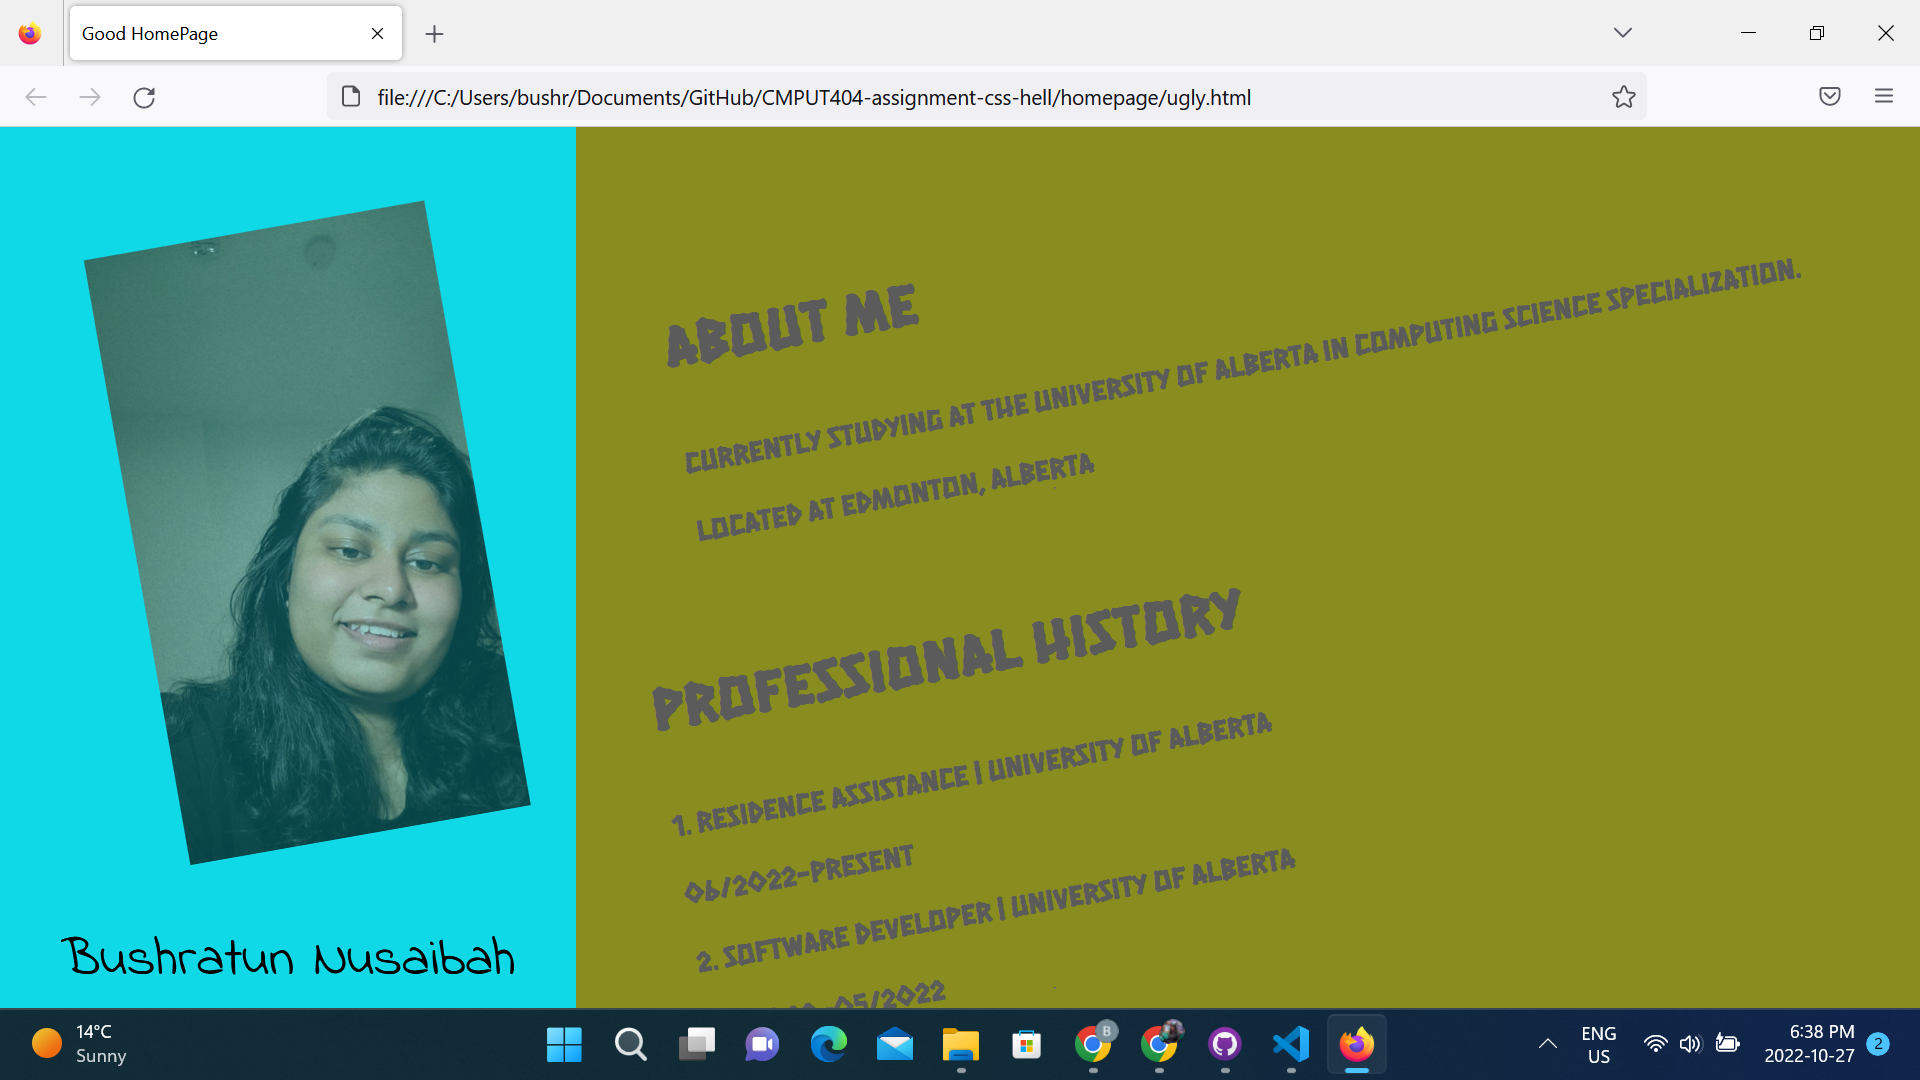 Good HomePage
file:///C:/Users/bushr/Documents/GitHub/CMPUT404-assignment-css-hell/homepage/ugly.html
ABOUT ME
CURRENTLY STUDYING AT THE UNIVERSITY OF ALBERTA IN COMPUTING SCIENCE SPECIALIZATION.
LOCATED AT EDMONTON, ALBERTA
PROFESSIONAL HISTORY
1. RESIDENCE ASSISTANCE | UNIVERSITY OF ALBERTA
06/2022-PRESENT
2. SOFTWARE DEVELOPER | UNIVERSITY OF ALBERTA
-05/2022
Bushratun Nusaibah
14°C
Sunny
B
ENG
US
6:38 PM
2022-10-27
2